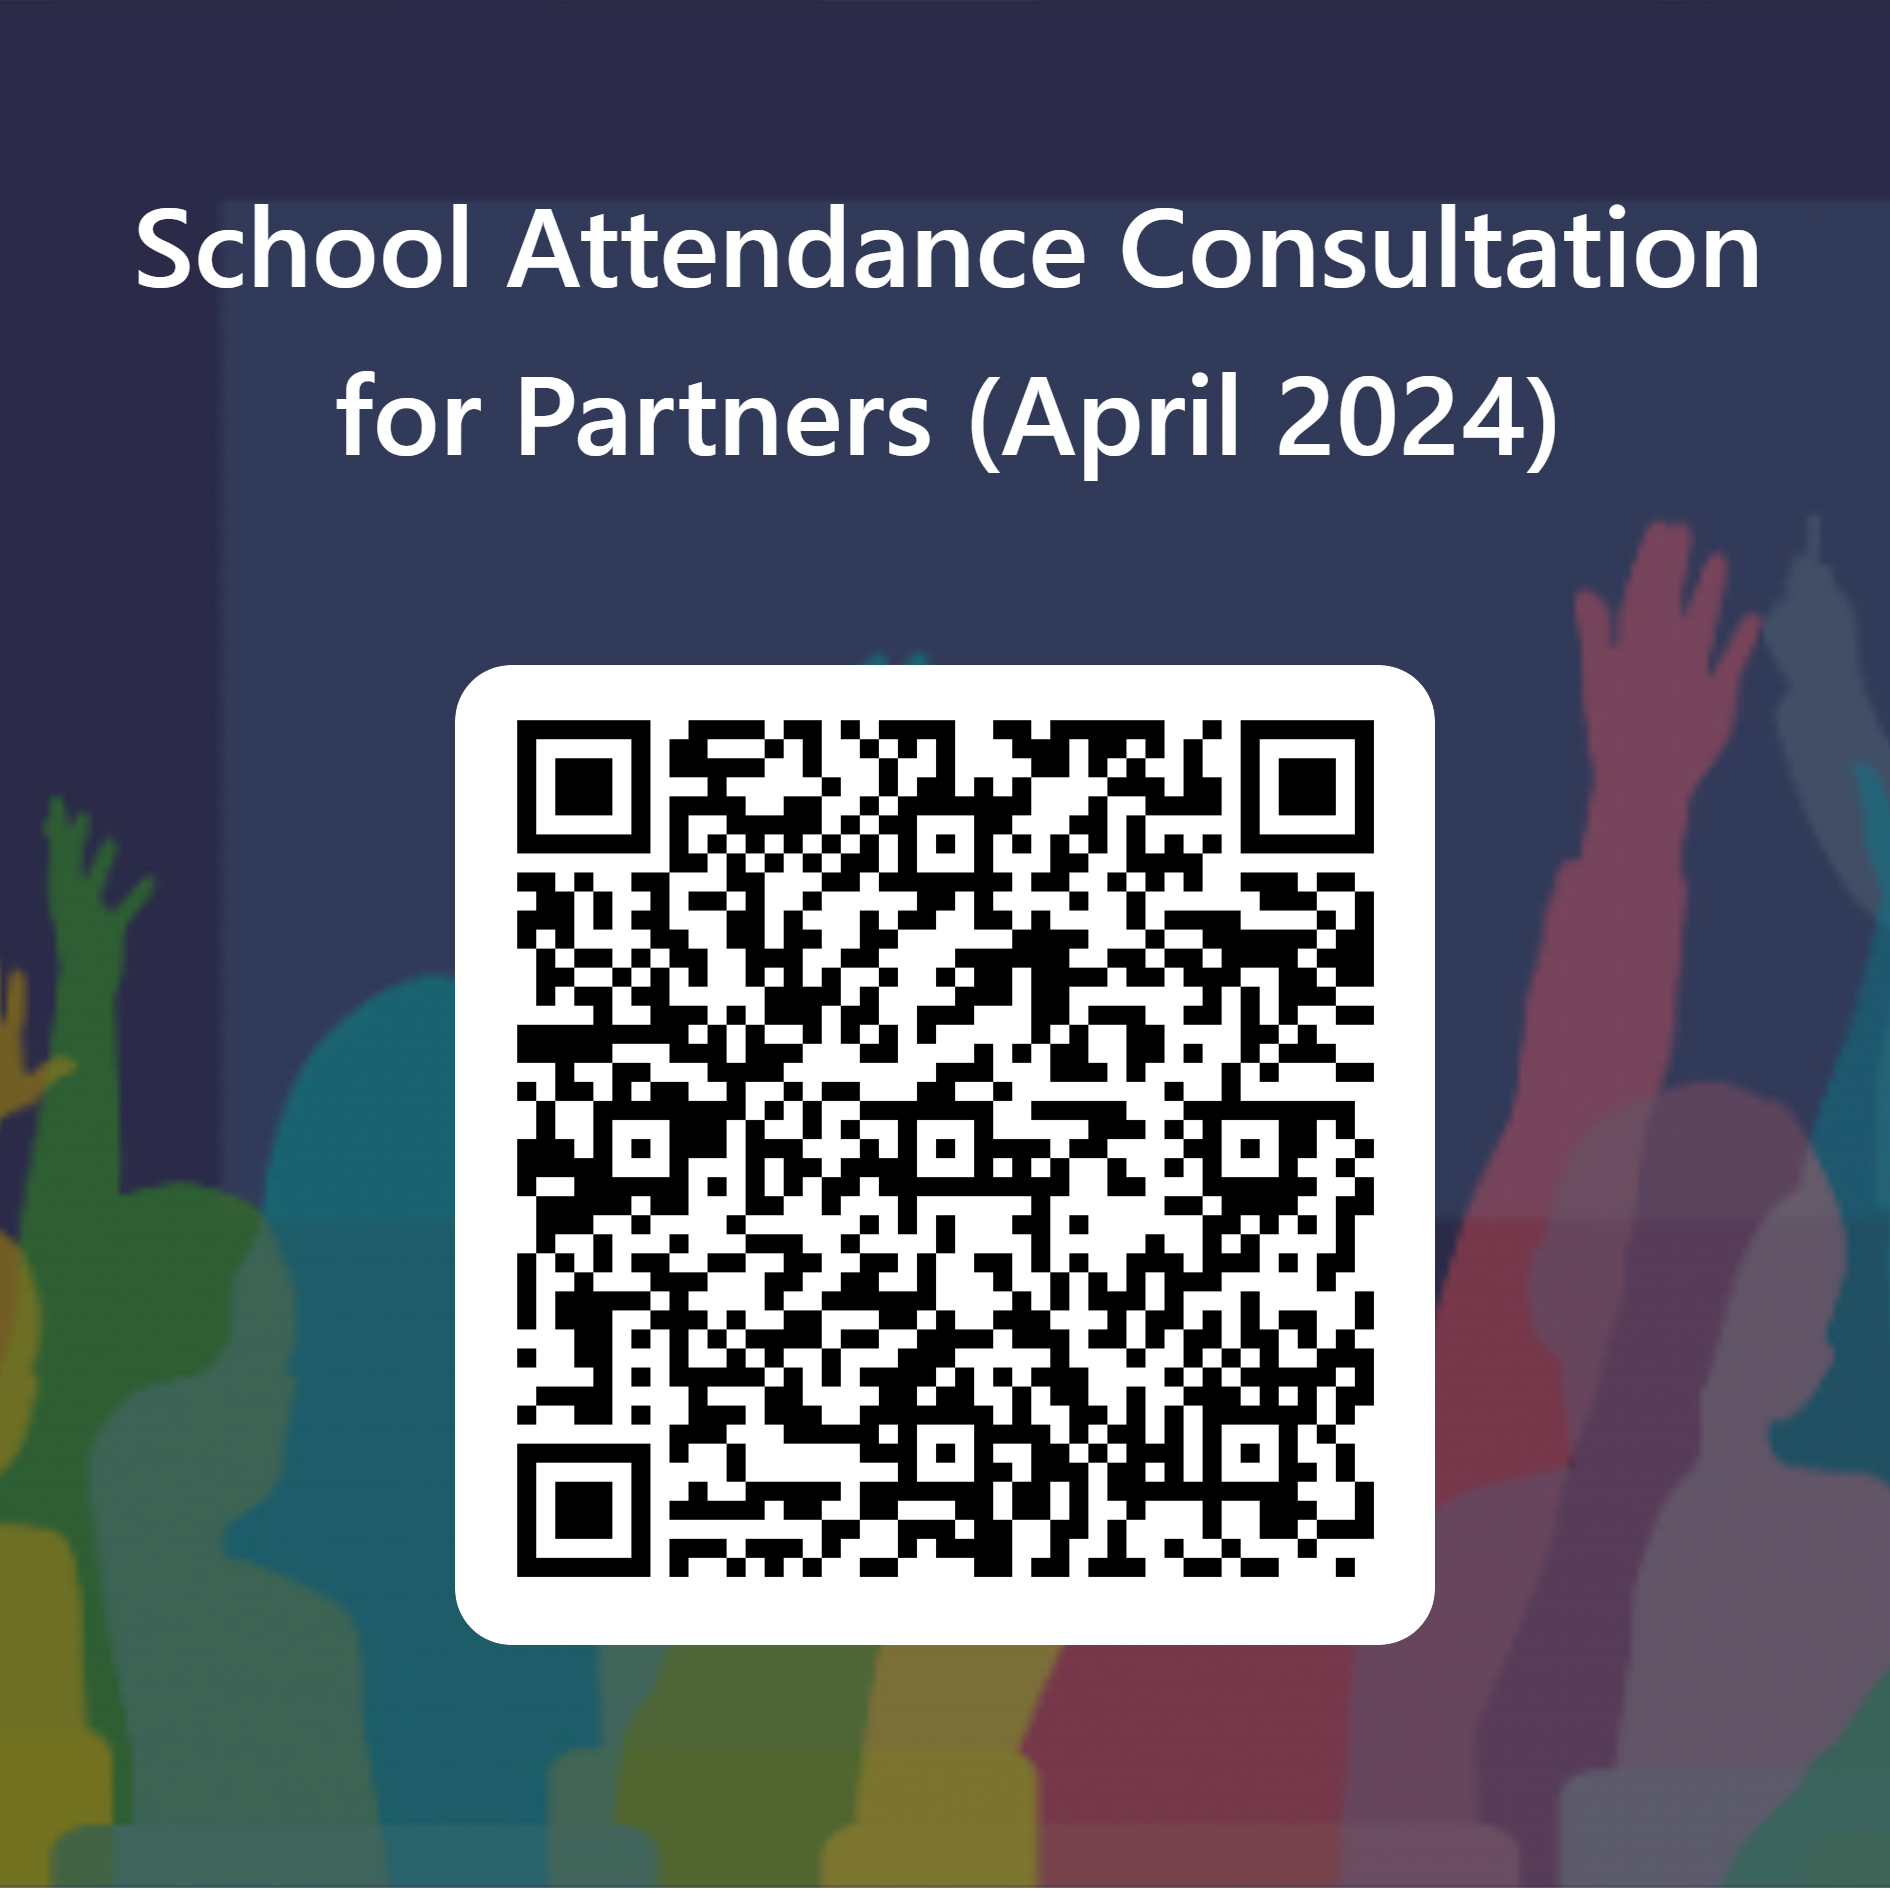 School Attendance Consultation
for Partners (April 2024)